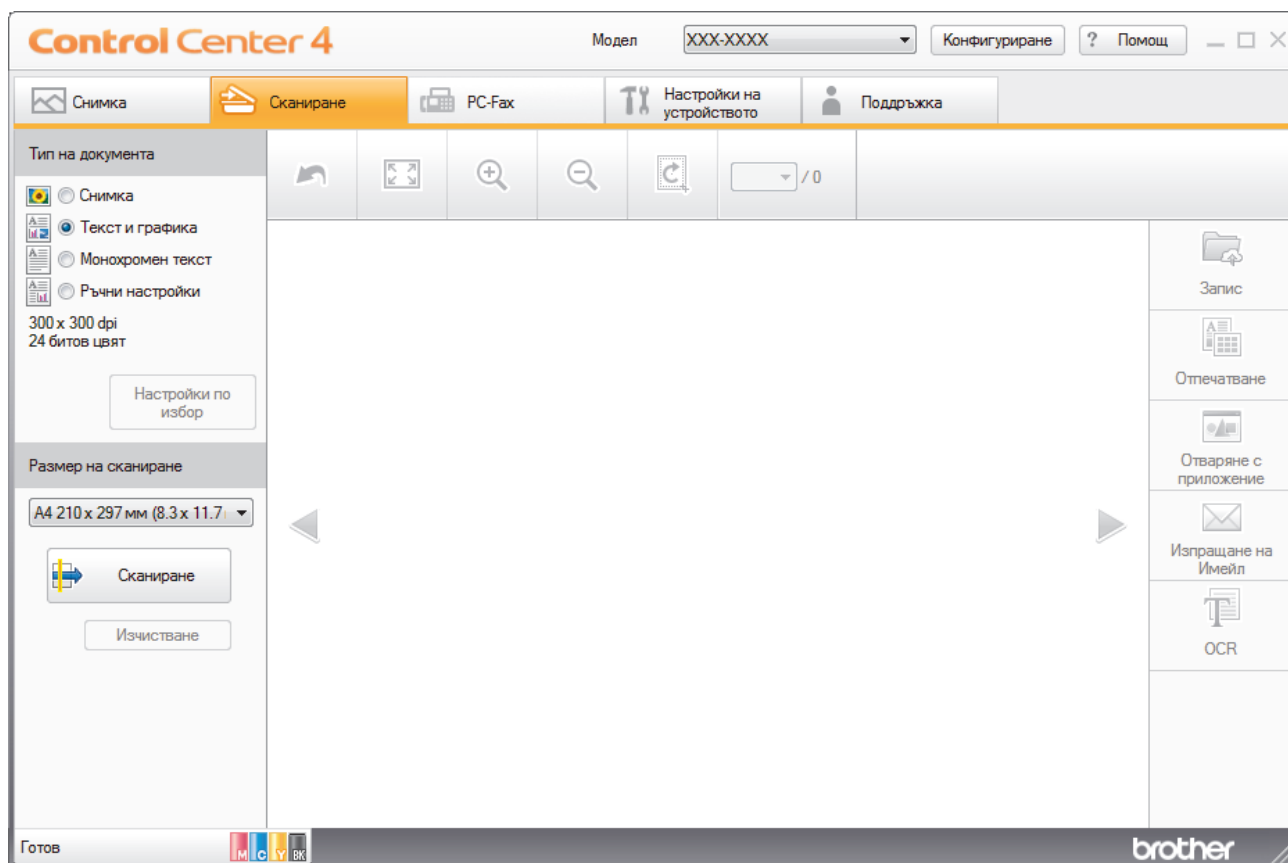 Control Center 4
Модел
XXX-XXXX
Конфигуриране
? Помощ
Снимка
Сканиране
PC-Fax
Настройки на
устройството
Поддръжка
Тип на документа
/ 0
Снимка
Текст и графика
Монохромен текст
Ръчни настройки
300 x 300 dpi
24 битов цвят
Настройки по
избор
Размер на сканиране
A4 210 x 297 мм (8.3 x 11.7
Сканиране
Изчистване
Запис
Отпечатване
Отваряне с
приложение
Изпращане на
Имейл
OCR
Готов
M C Y BK
brother